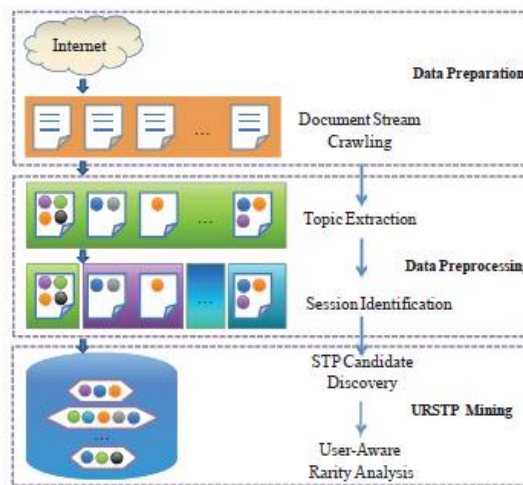 Internet
Data Preparation
...
Document Stream
Crawling
...
Topic Extraction
Data Preprocessing
...
Session Identification
STP Candidate
Discovery
URSTP Mining
...
User-Aware
Rarity Analysis